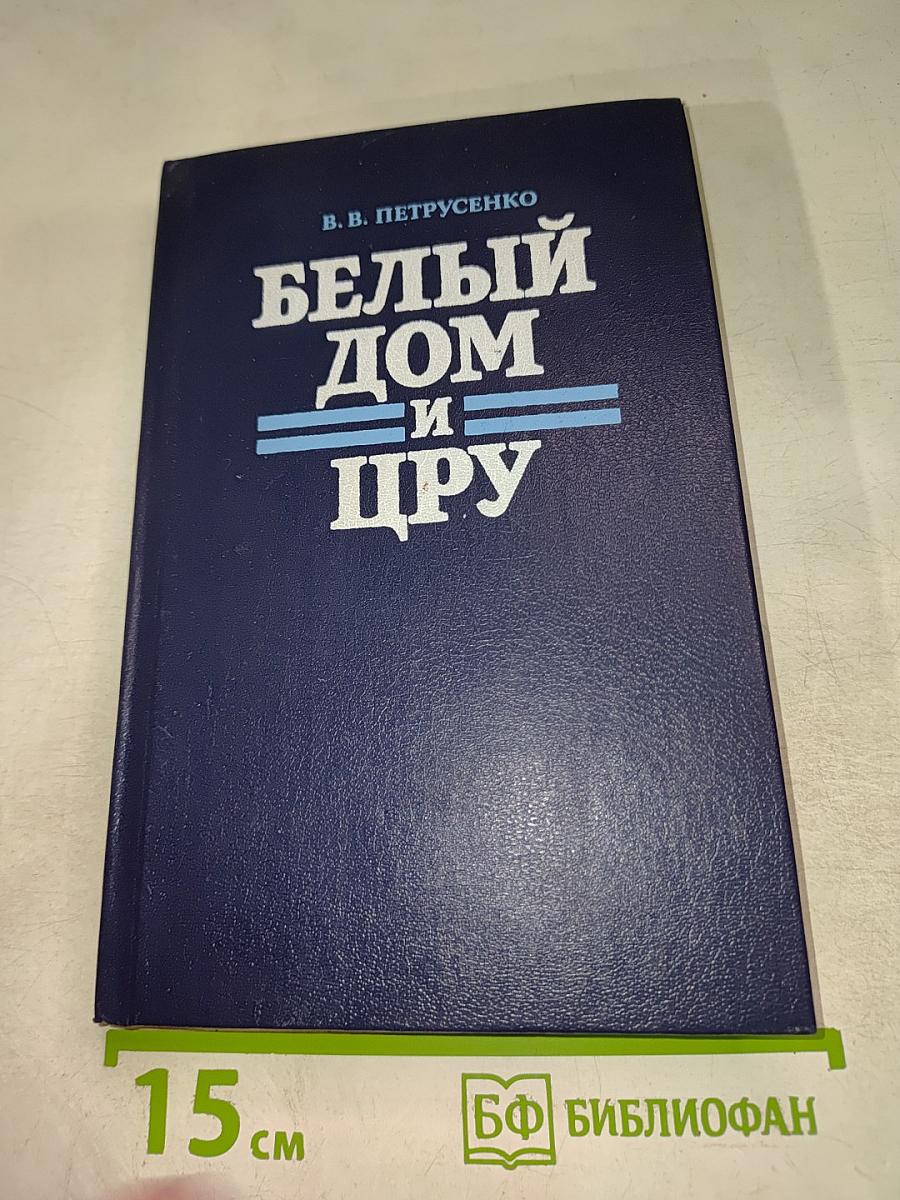 В. В. ПЕТРУСЕНКО
БЕЛЫЙ
ДОМ
И
ЦРУ
15 см
БФ БИБЛИОФАН